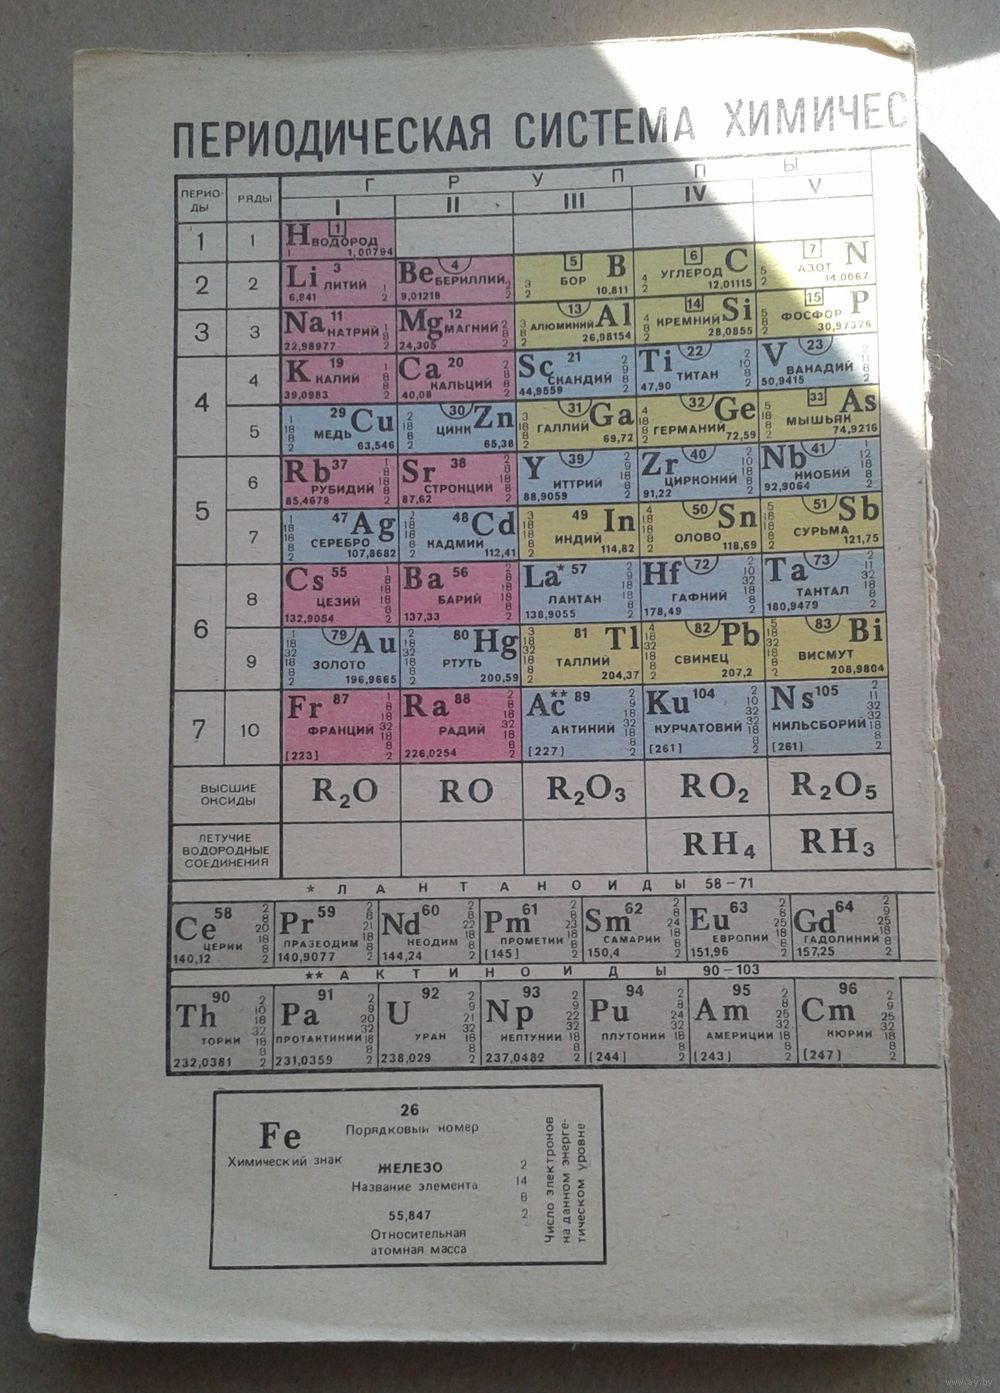 ПЕРИОДИЧЕСКАЯ СИСТЕМА ХИМИЧЕС
ПЕРИО- РЯДЫ Г Р У П П Ы
ДЫ I II III IV V
1 1 H 1 ВОДОРОД 1,00794
2 2 Li 3 ЛИТИЙ 6,941 Be 4 БЕРИЛЛИЙ 9,01218 5 B БОР 10,811 6 C УГЛЕРОД 12,01115 7 N АЗОТ 14,0067
3 3 Na 11 НАТРИЙ 22,98977 Mg 12 МАГНИЙ 24,305 13 Al АЛЮМИНИЙ 26,98154 14 Si КРЕМНИЙ 28,0855 15 P ФОСФОР 30,97376
4 4 K 19 КАЛИЙ 39,0983 Ca 20 КАЛЬЦИЙ 40,08 Sc 21 СКАНДИЙ 44,9559 Ti 22 ТИТАН 47,90 V 23 ВАНАДИЙ 50,9415
5 29 Cu МЕДЬ 63,546 30 Zn ЦИНК 65,38 31 Ga ГАЛЛИЙ 69,72 32 Ge ГЕРМАНИЙ 72,59 33 As МЫШЬЯК 74,9216
5 6 Rb 37 РУБИДИЙ 85,4678 Sr 38 СТРОНЦИЙ 87,62 Y 39 ИТТРИЙ 88,9059 Zr 40 ЦИРКОНИЙ 91,22 Nb 41 НИОБИЙ 92,9064
7 47 Ag СЕРЕБРО 107,8682 48 Cd КАДМИЙ 112,41 49 In ИНДИЙ 114,82 50 Sn ОЛОВО 118,69 51 Sb СУРЬМА 121,75
6 8 Cs 55 ЦЕЗИЙ 132,9054 Ba 56 БАРИЙ 137,33 La* 57 ЛАНТАН 138,9055 Hf 72 ГАФНИЙ 178,49 Ta 73 ТАНТАЛ 180,9479
9 79 Au ЗОЛОТО 196,9665 80 Hg РТУТЬ 200,59 81 Tl ТАЛЛИЙ 204,37 82 Pb СВИНЕЦ 207,2 83 Bi ВИСМУТ 208,9804
7 10 Fr 87 ФРАНЦИЙ [223] Ra 88 РАДИЙ 226,0254 Ac** 89 АКТИНИЙ [227] Ku 104 КУРЧАТОВИЙ [261] Ns 105 НИЛЬСБОРИЙ [261]
ВЫСШИЕ
ОКСИДЫ R₂O RO R₂O₃ RO₂ R₂O₅
ЛЕТУЧИЕ
ВОДОРОДНЫЕ RH₄ RH₃
СОЕДИНЕНИЯ
* Л А Н Т А Н О И Д Ы 58–71
Ce 58 ЦЕРИЙ 140,12 Pr 59 ПРАЗЕОДИМ 140,9077 Nd 60 НЕОДИМ 144,24 Pm 61 ПРОМЕТИЙ [145] Sm 62 САМАРИЙ 150,4 Eu 63 ЕВРОПИЙ 151,96 Gd 64 ГАДОЛИНИЙ 157,25
** А К Т И Н О И Д Ы 90–103
Th 90 ТОРИЙ 232,0381 Pa 91 ПРОТАКТИНИЙ 231,0359 U 92 УРАН 238,029 Np 93 НЕПТУНИЙ 237,0482 Pu 94 ПЛУТОНИЙ [244] Am 95 АМЕРИЦИЙ [243] Cm 96 КЮРИЙ [247]
26
Fe Порядковый номер
Химический знак
ЖЕЛЕЗО
Название элемента
55,847
Относительная
атомная масса
2
14
8
2
Число электронов
на данном энерге-
тическом уровне
www.ay.by